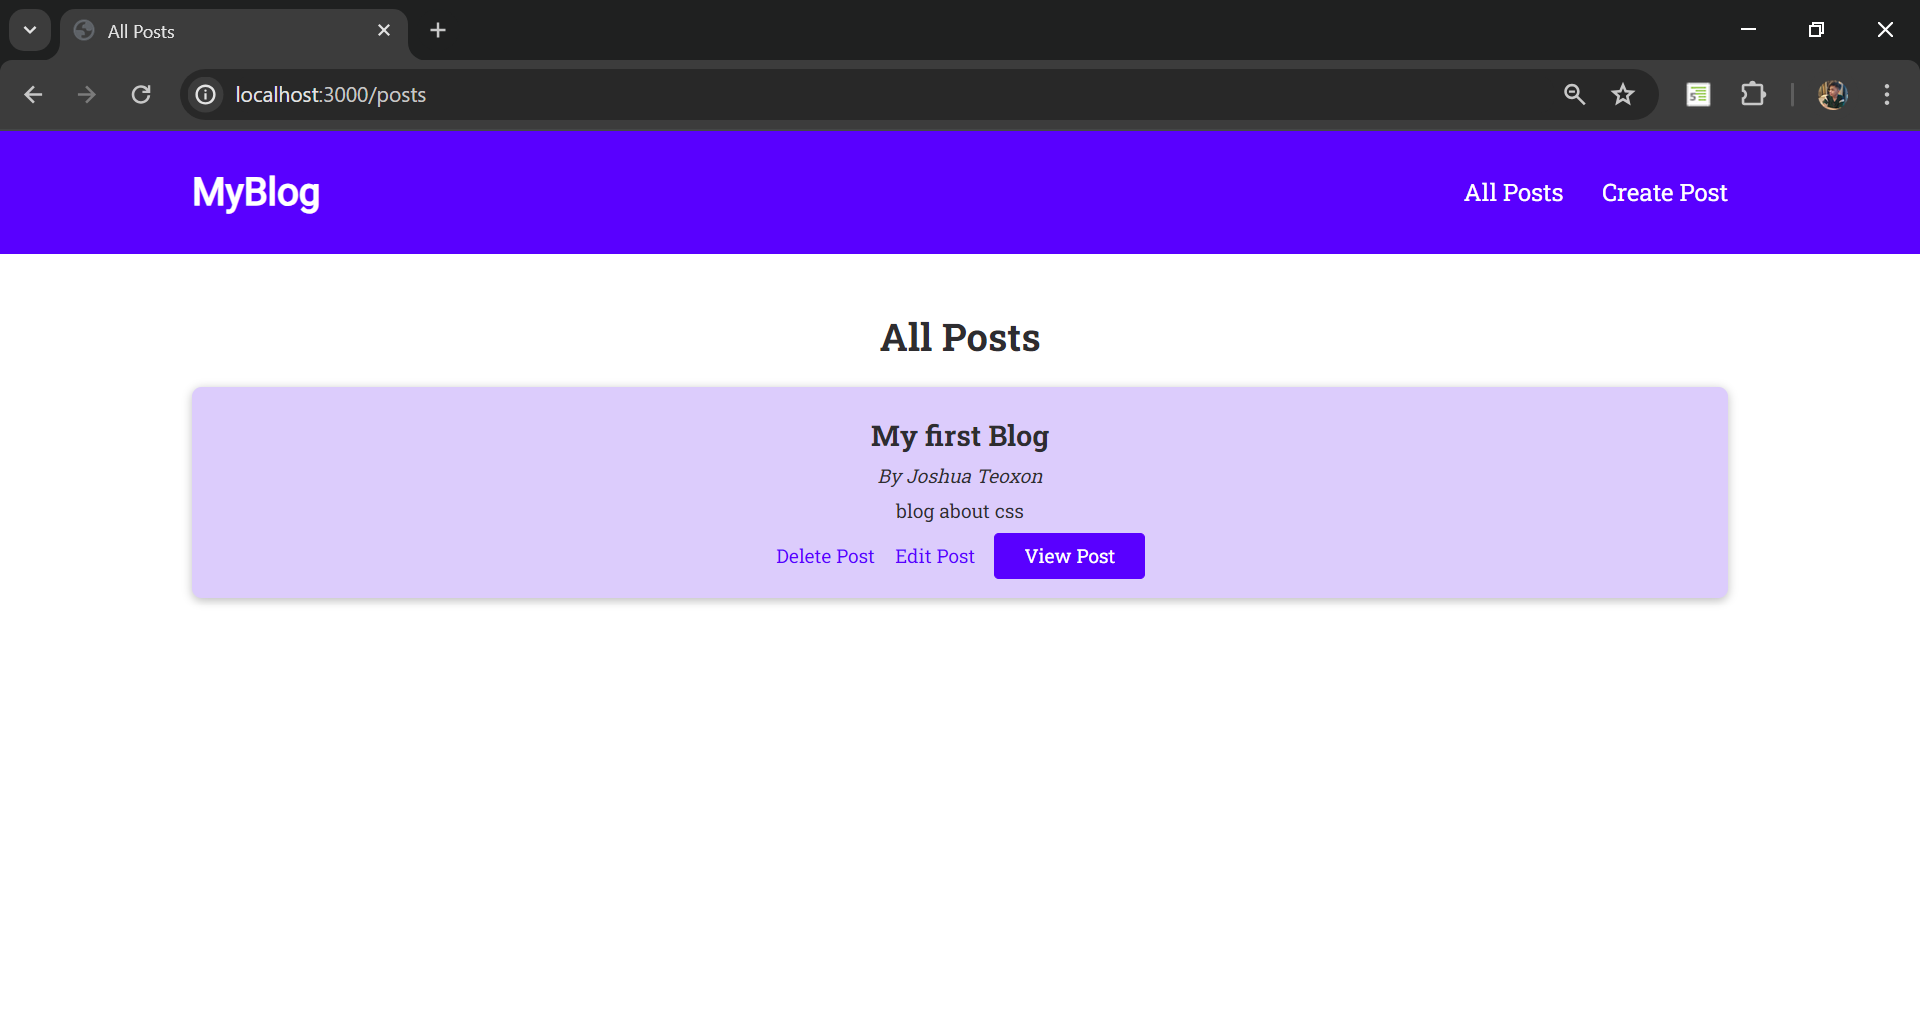 All Posts
localhost:3000/posts
MyBlog
All Posts Create Post
All Posts
My first Blog
By Joshua Teoxon
blog about css
Delete Post Edit Post View Post